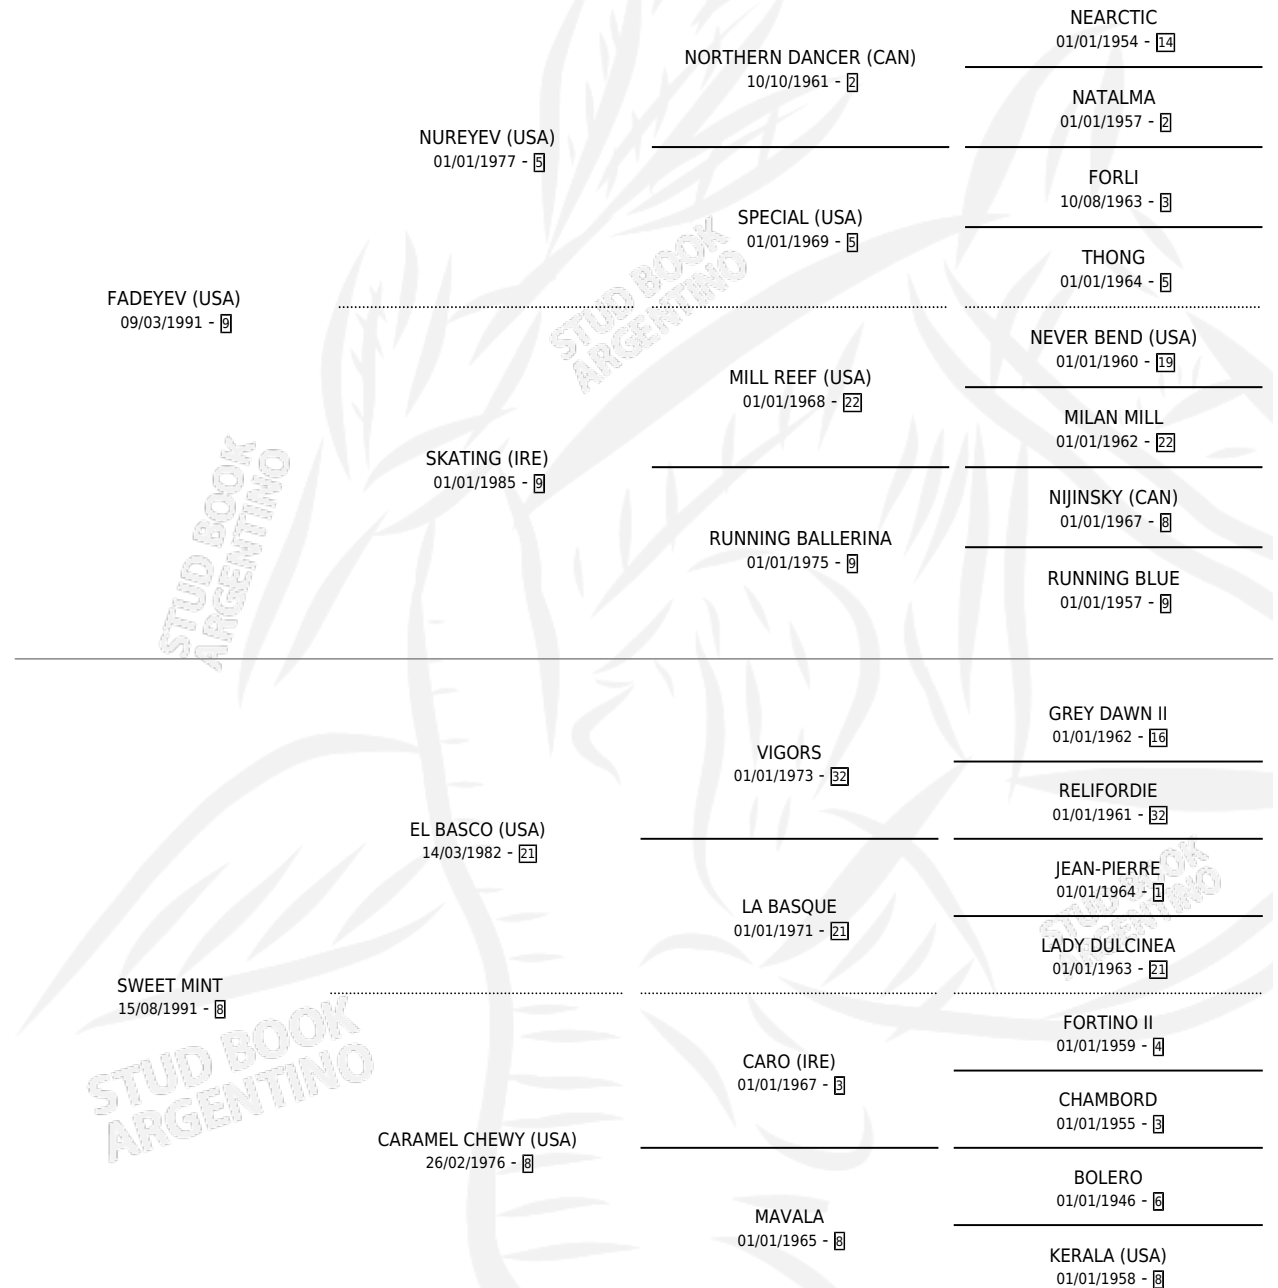 NEARCTIC
01/01/1954 - 14
NORTHERN DANCER (CAN)
10/10/1961 - 2
NATALMA
01/01/1957 - 2
NUREYEV (USA)
01/01/1977 - 5
FORLI
10/08/1963 - 3
SPECIAL (USA)
01/01/1969 - 5
THONG
01/01/1964 - 5
FADEYEV (USA)
09/03/1991 - 9
NEVER BEND (USA)
01/01/1960 - 19
MILL REEF (USA)
01/01/1968 - 22
MILAN MILL
01/01/1962 - 22
SKATING (IRE)
01/01/1985 - 9
NIJINSKY (CAN)
01/01/1967 - 8
RUNNING BALLERINA
01/01/1975 - 9
RUNNING BLUE
01/01/1957 - 9
GREY DAWN II
01/01/1962 - 16
VIGORS
01/01/1973 - 32
RELIFORDIE
01/01/1961 - 32
EL BASCO (USA)
14/03/1982 - 21
JEAN-PIERRE
01/01/1964 - 1
LA BASQUE
01/01/1971 - 21
LADY DULCINEA
01/01/1963 - 21
SWEET MINT
15/08/1991 - 8
FORTINO II
01/01/1959 - 4
CARO (IRE)
01/01/1967 - 3
CHAMBORD
01/01/1955 - 3
CARAMEL CHEWY (USA)
26/02/1976 - 8
BOLERO
01/01/1946 - 6
MAVALA
01/01/1965 - 8
KERALA (USA)
01/01/1958 - 8
STUD BOOK
ARGENTINO
STUD BOOK
ARGENTINO
STUD BOOK
ARGENTINO
STUD BOOK
ARGENTINO